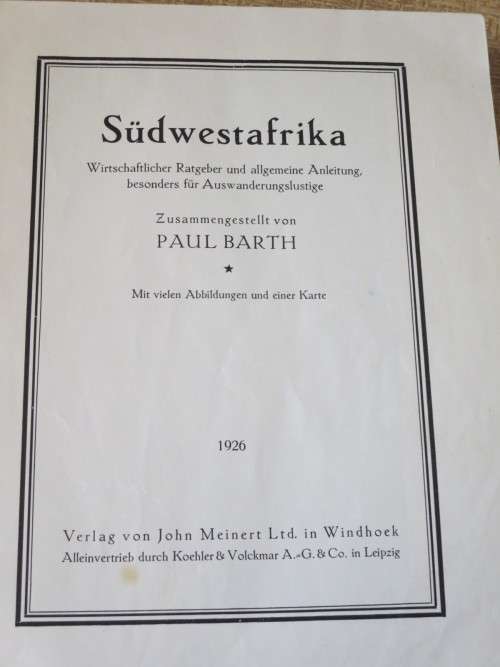 Südwestafrika
Wirtschaftlicher Ratgeber und allgemeine Anleitung,
besonders für Auswanderungslustige
Zusammengestellt von
PAUL BARTH
Mit vielen Abbildungen und einer Karte
1926
Verlag von John Meinert Ltd. in Windhoek
Alleinvertrieb durch Koehler & Volckmar A.=G. & Co. in Leipzig